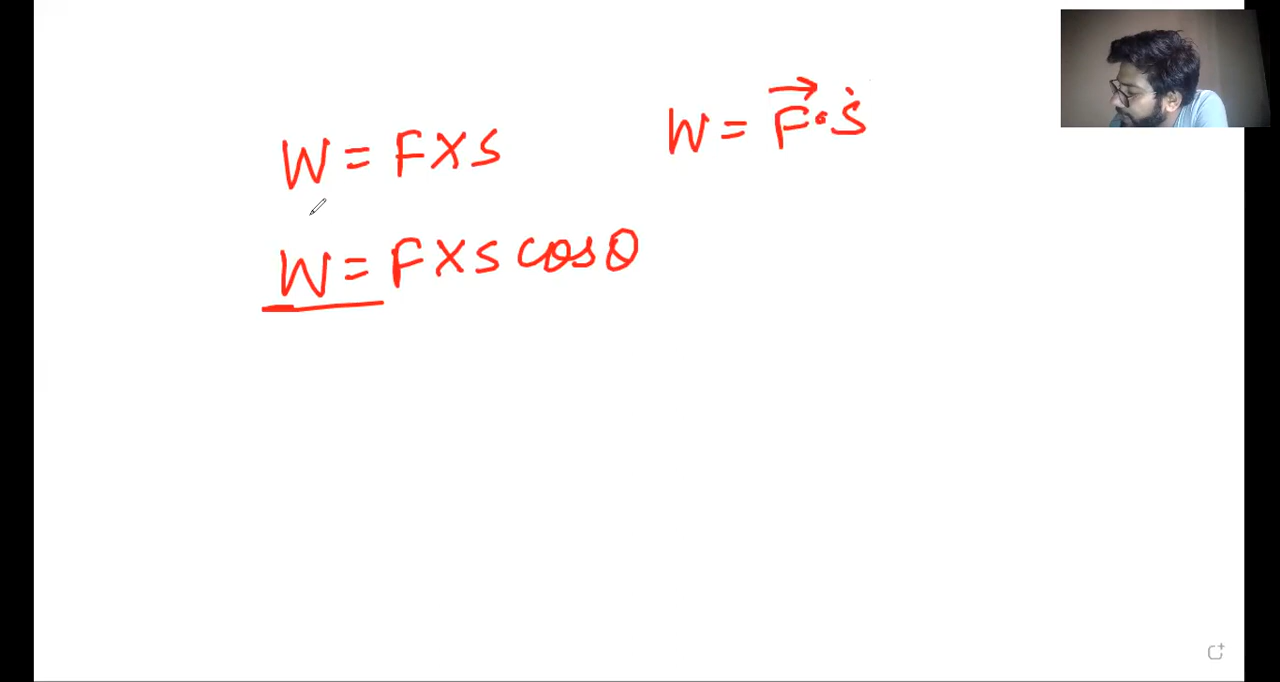 W = F X S
W = F⃗ • S
W = F X S cos θ